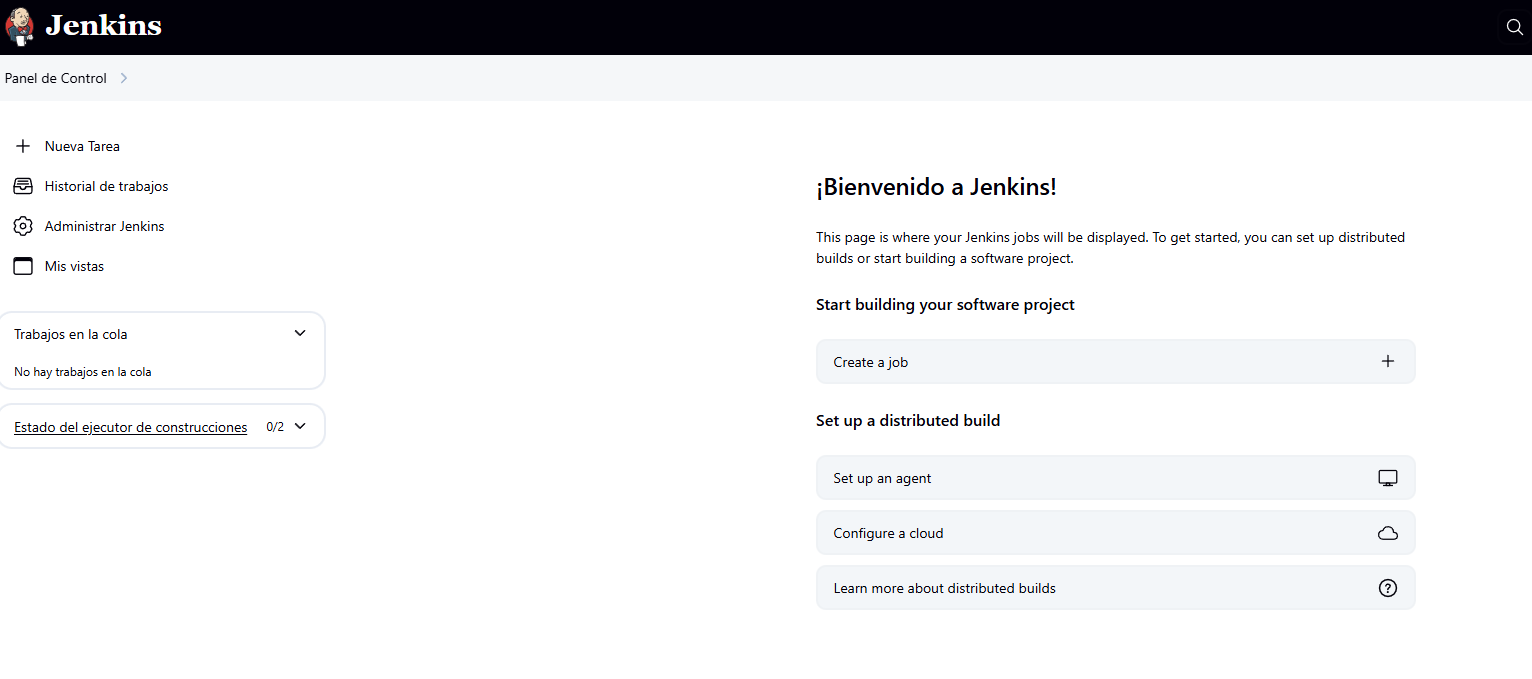 Jenkins
Panel de Control
Nueva Tarea
Historial de trabajos
Administrar Jenkins
Mis vistas
Trabajos en la cola
No hay trabajos en la cola
Estado del ejecutor de construcciones 0/2
¡Bienvenido a Jenkins!
This page is where your Jenkins jobs will be displayed. To get started, you can set up distributed
builds or start building a software project.
Start building your software project
Create a job
Set up a distributed build
Set up an agent
Configure a cloud
Learn more about distributed builds